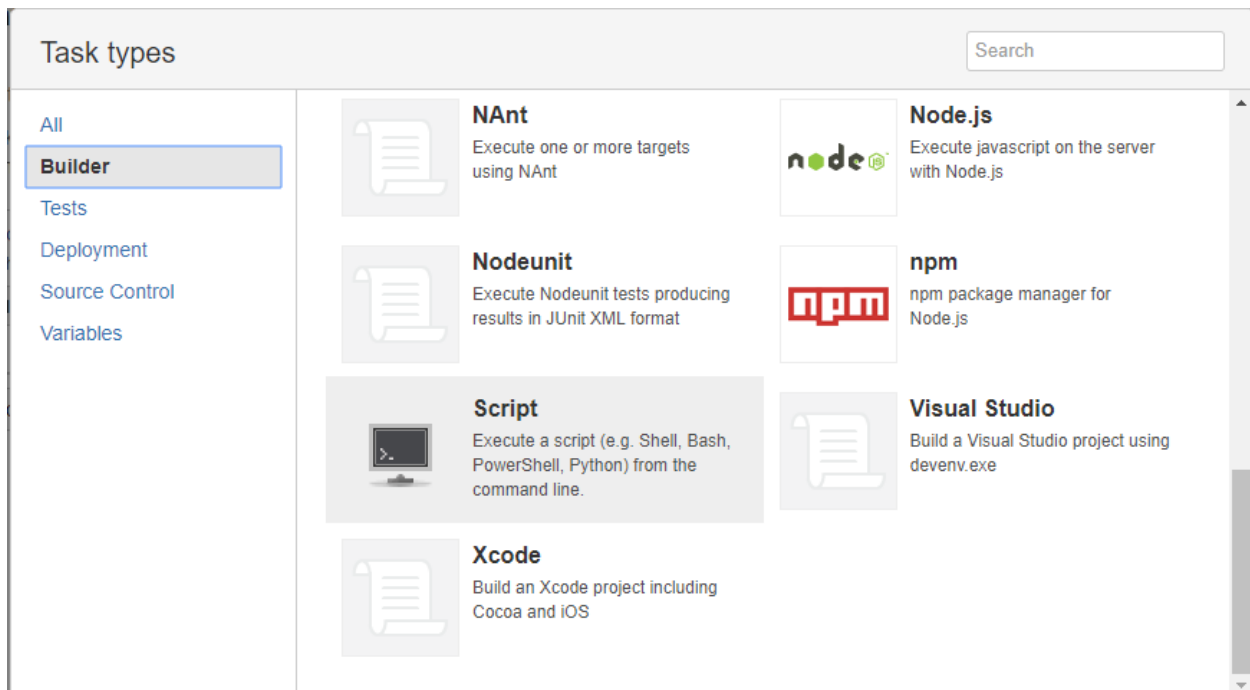 Task types
Search
All
Builder
Tests
Deployment
Source Control
Variables
NAnt
Execute one or more targets
using NAnt
node JS
Node.js
Execute javascript on the server
with Node.js
Nodeunit
Execute Nodeunit tests producing
results in JUnit XML format
npm
npm
npm package manager for
Node.js
>_
Script
Execute a script (e.g. Shell, Bash,
PowerShell, Python) from the
command line.
Visual Studio
Build a Visual Studio project using
devenv.exe
Xcode
Build an Xcode project including
Cocoa and iOS